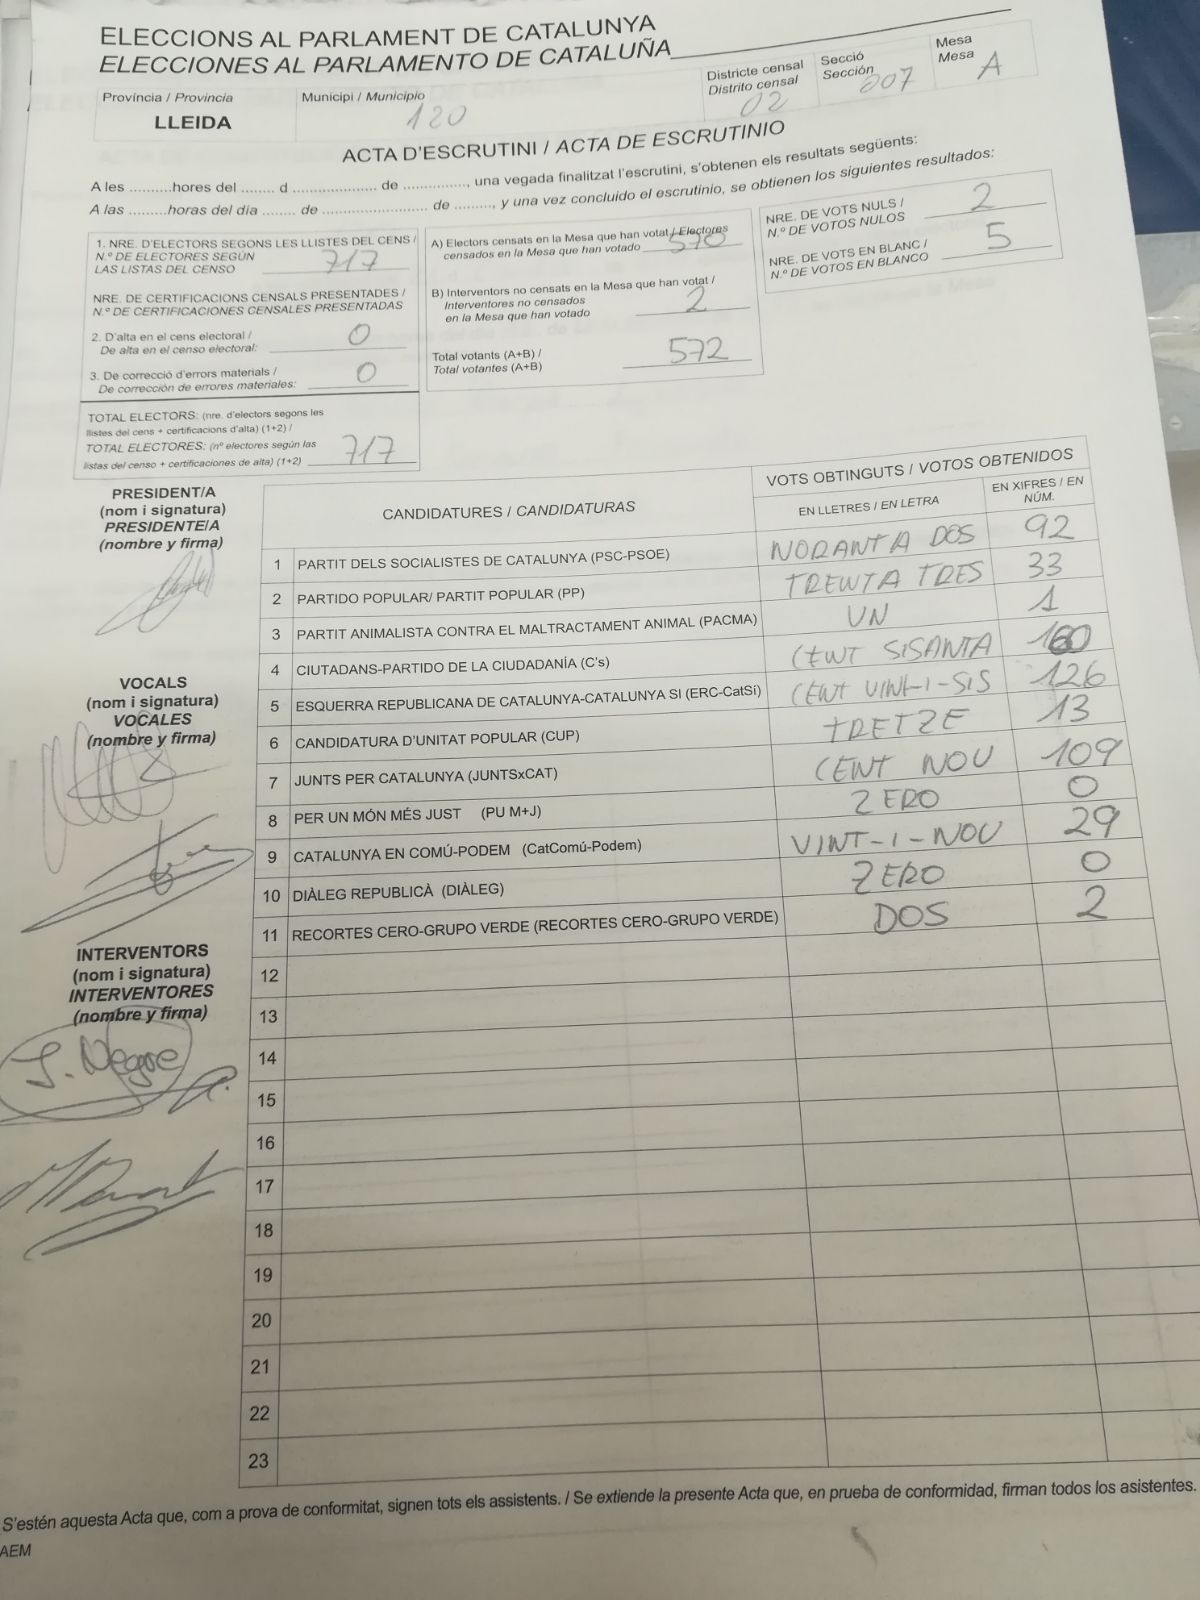 ELECCIONS AL PARLAMENT DE CATALUNYA
ELECCIONES AL PARLAMENTO DE CATALUÑA
Província / Provincia
LLEIDA
Municipi / Municipio
120
Districte censal
Distrito censal
02
Secció
Sección
007
Mesa
Mesa
A
ACTA D'ESCRUTINI / ACTA DE ESCRUTINIO
A les ..........hores del ........ d .................... de ..............., una vegada finalitzat l'escrutini, s'obtenen els resultats següents:
A las .........horas del día ........ de ......................... de ........., y una vez concluido el escrutinio, se obtienen los siguientes resultados:
1. NRE. D'ELECTORS SEGONS LES LLISTES DEL CENS /
N.º DE ELECTORES SEGÚN
LAS LISTAS DEL CENSO 717
NRE. DE CERTIFICACIONS CENSALS PRESENTADES /
N.º DE CERTIFICACIONES CENSALES PRESENTADAS
2. D'alta en el cens electoral /
De alta en el censo electoral: 0
3. De correcció d'errors materials /
De corrección de errores materiales: 0
TOTAL ELECTORS: (nre. d'electors segons les
llistes del cens + certificacions d'alta) (1+2) /
TOTAL ELECTORES: (nº electores según las
listas del censo + certificaciones de alta) (1+2) 717
A) Electors censats en la Mesa que han votat / Electores
censados en la Mesa que han votado 570
B) Interventors no censats en la Mesa que han votat /
Interventores no censados
en la Mesa que han votado 2
Total votants (A+B) /
Total votantes (A+B) 572
NRE. DE VOTS NULS /
N.º DE VOTOS NULOS 2
NRE. DE VOTS EN BLANC /
N.º DE VOTOS EN BLANCO 5
PRESIDENT/A
(nom i signatura)
PRESIDENTE/A
(nombre y firma)
VOCALS
(nom i signatura)
VOCALES
(nombre y firma)
INTERVENTORS
(nom i signatura)
INTERVENTORES
(nombre y firma)
J. Negre
CANDIDATURES / CANDIDATURAS
VOTS OBTINGUTS / VOTOS OBTENIDOS
EN LLETRES / EN LETRA
EN XIFRES / EN
NÚM.
1 PARTIT DELS SOCIALISTES DE CATALUNYA (PSC-PSOE) NORANTA DOS 92
2 PARTIDO POPULAR/ PARTIT POPULAR (PP) TRENTA TRES 33
3 PARTIT ANIMALISTA CONTRA EL MALTRACTAMENT ANIMAL (PACMA) UN 1
4 CIUTADANS-PARTIDO DE LA CIUDADANÍA (C's) CENT SISANTA 160
5 ESQUERRA REPUBLICANA DE CATALUNYA-CATALUNYA SI (ERC-CatSí) CENT VINT-I-SIS 126
6 CANDIDATURA D'UNITAT POPULAR (CUP) TRETZE 13
7 JUNTS PER CATALUNYA (JUNTSxCAT) CENT NOU 109
8 PER UN MÓN MÉS JUST (PU M+J) ZERO 0
9 CATALUNYA EN COMÚ-PODEM (CatComú-Podem) VINT-I-NOU 29
10 DIÀLEG REPUBLICÀ (DIÀLEG) ZERO 0
11 RECORTES CERO-GRUPO VERDE (RECORTES CERO-GRUPO VERDE) DOS 2
12
13
14
15
16
17
18
19
20
21
22
23
S'estén aquesta Acta que, com a prova de conformitat, signen tots els assistents. / Se extiende la presente Acta que, en prueba de conformidad, firman todos los asistentes.
AEM